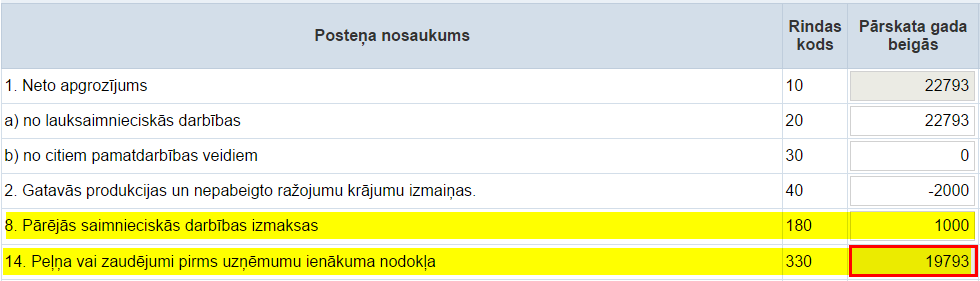 Posteņa nosaukums Rindas kods Pārskata gada beigās
1. Neto apgrozījums 10 22793
a) no lauksaimnieciskās darbības 20 22793
b) no citiem pamatdarbības veidiem 30 0
2. Gatavās produkcijas un nepabeigto ražojumu krājumu izmaiņas. 40 -2000
8. Pārējās saimnieciskās darbības izmaksas 180 1000
14. Peļņa vai zaudējumi pirms uzņēmumu ienākuma nodokļa 330 19793